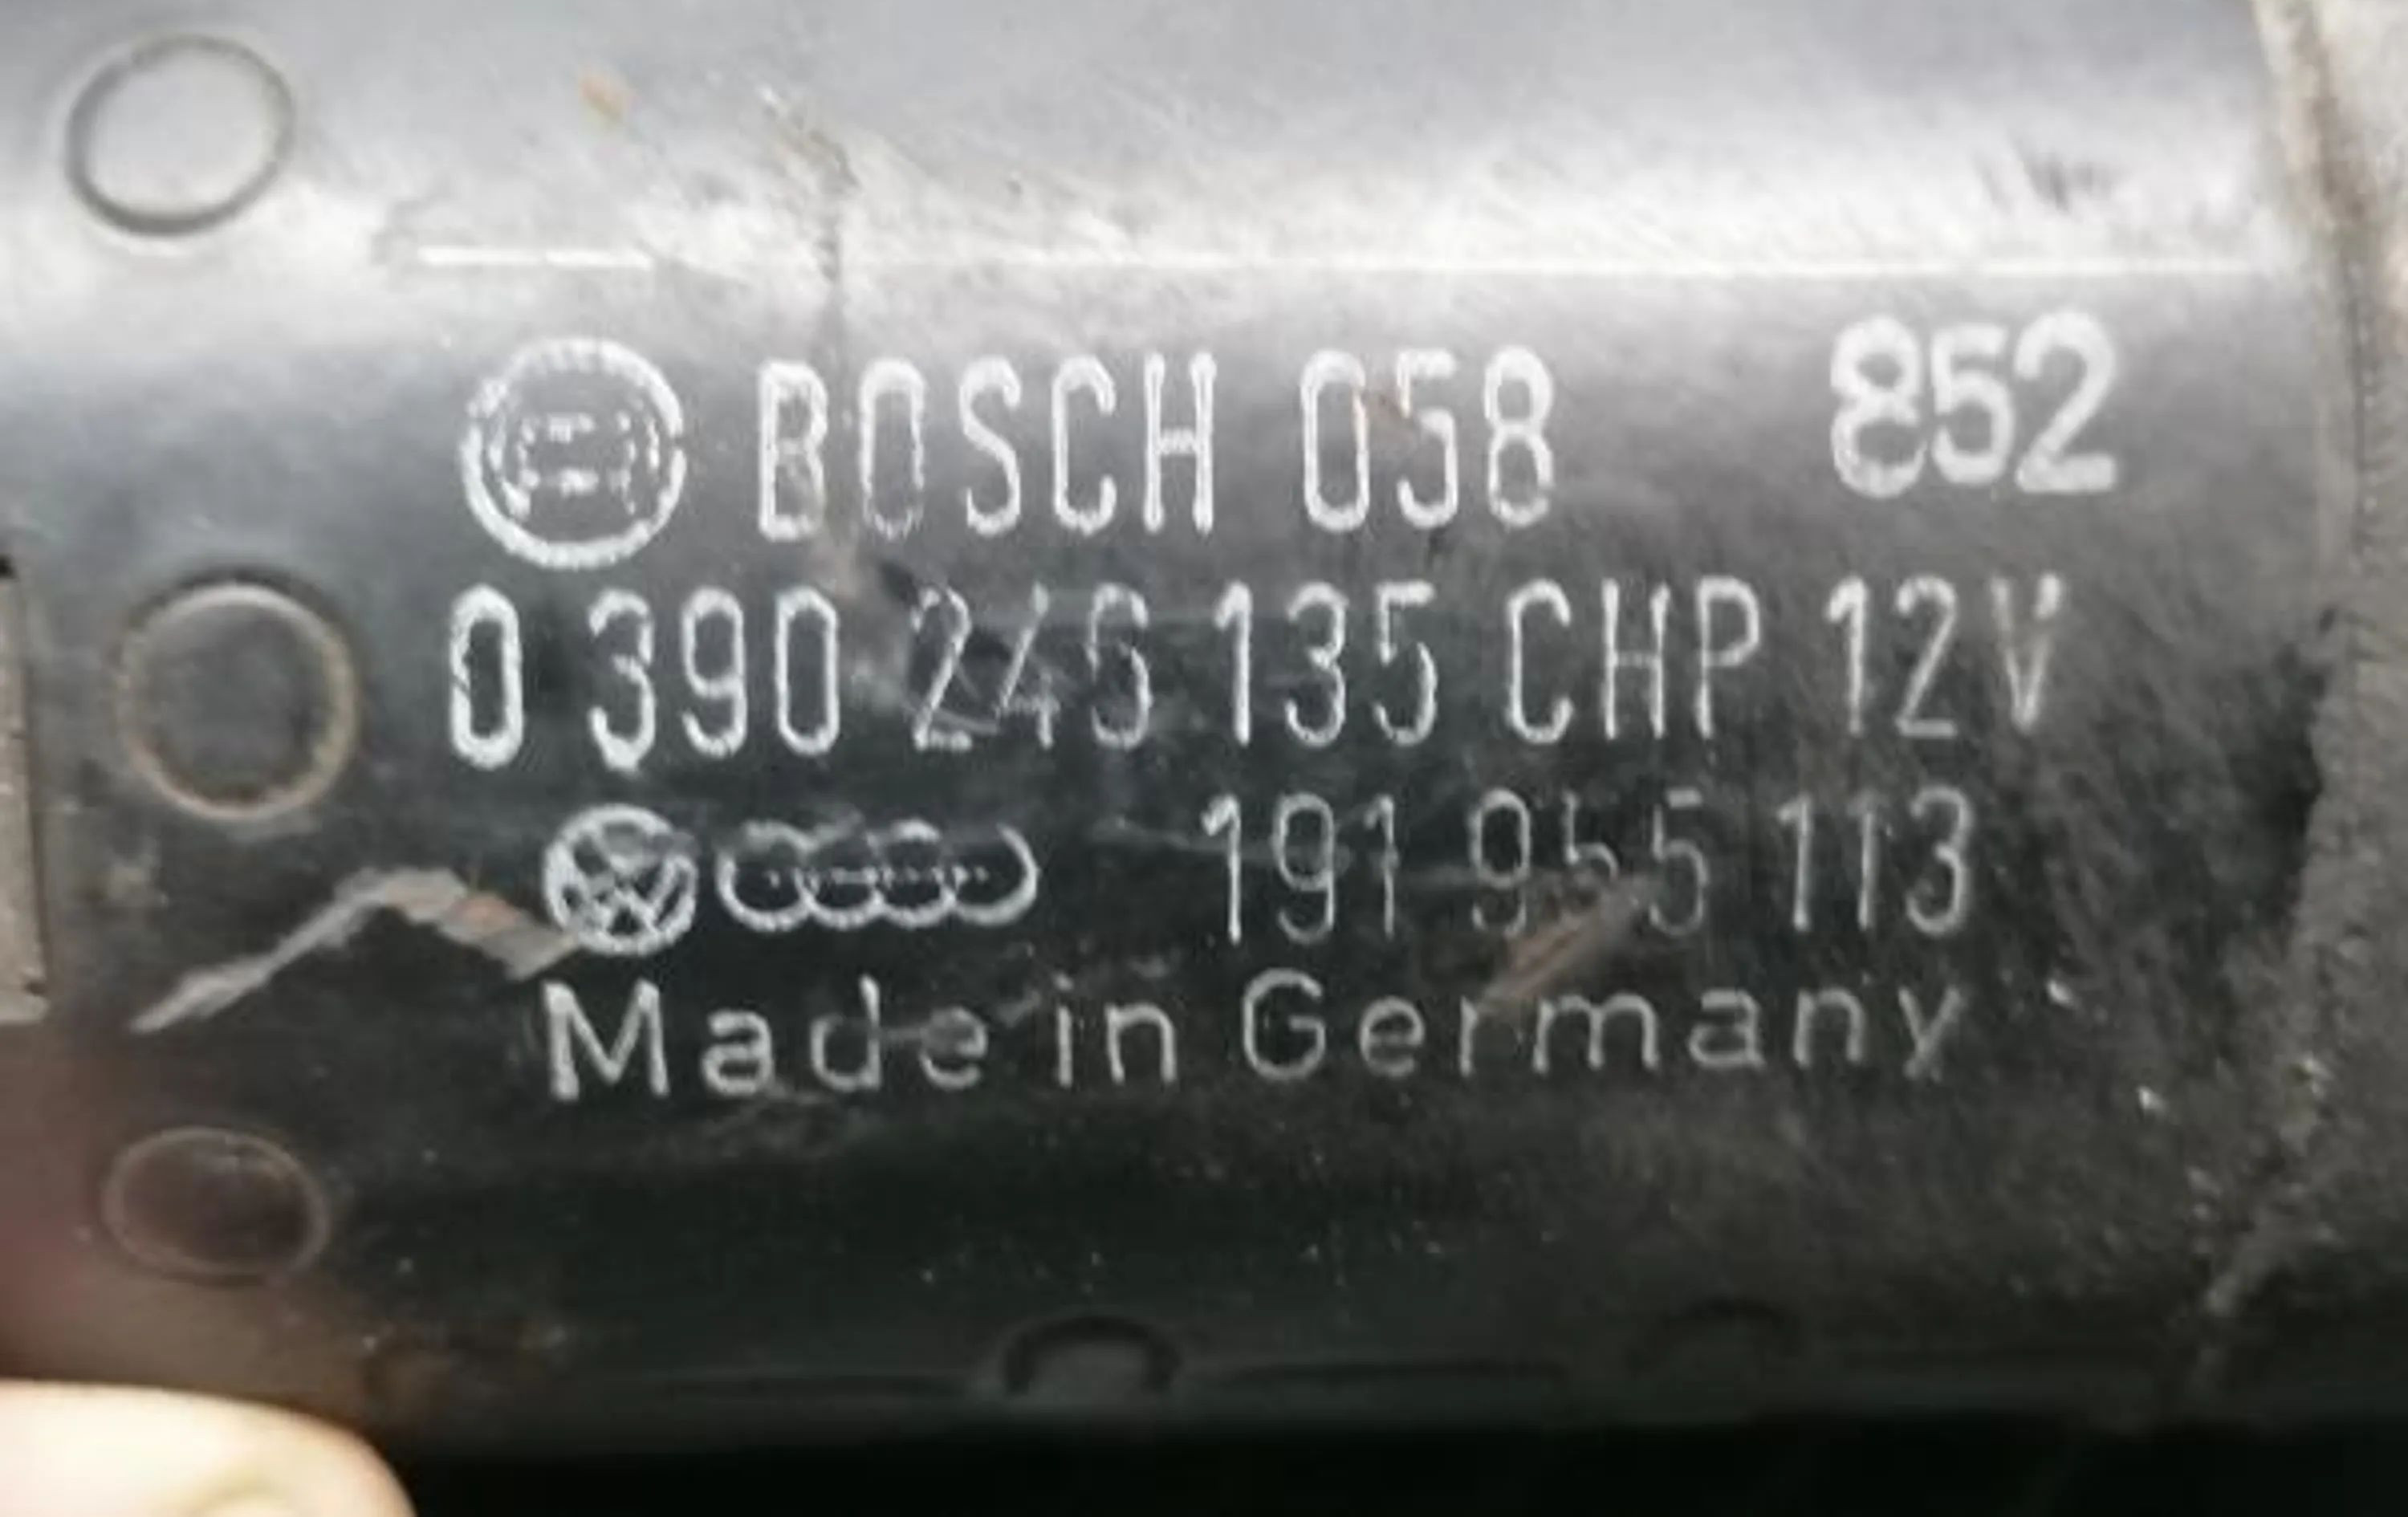 BOSCH 058 852
0 390 246 135 CHP 12V
191 955 113
Made in Germany